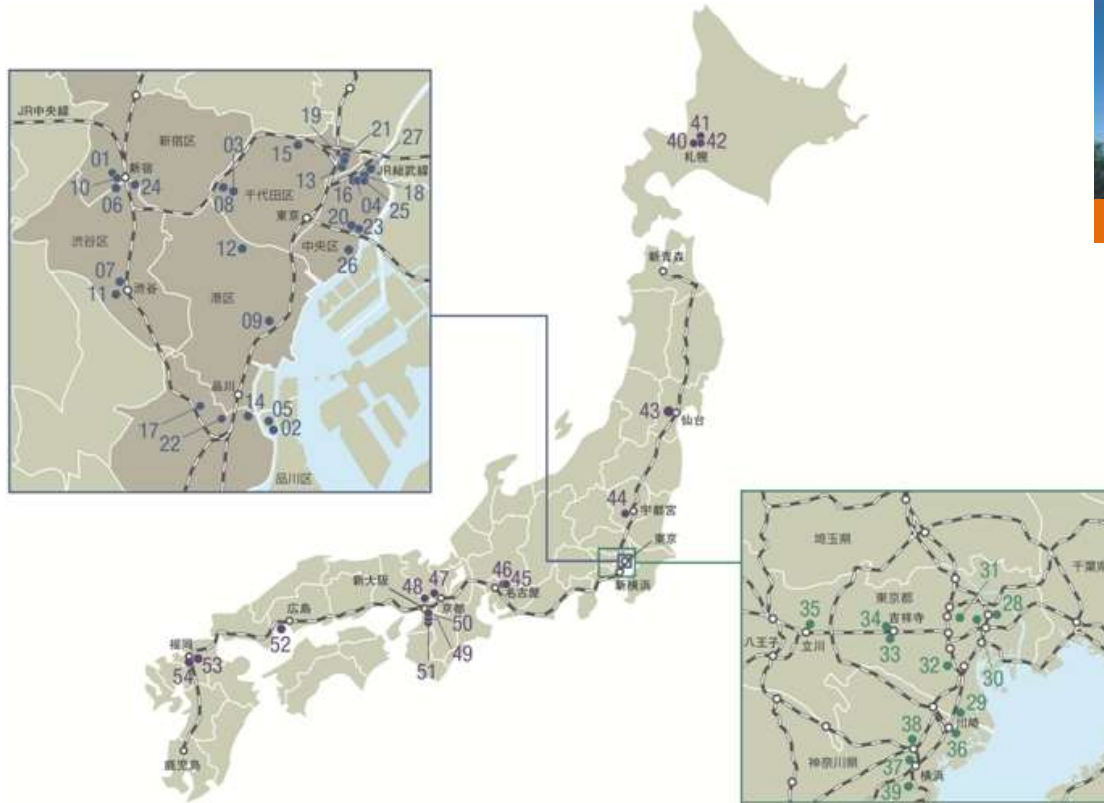 JR中央線
新宿区
19
21
27
03
15
01
新宿
13
JR総武線
10
24
08
千代田区
16
18
06
04
25
東京
20
23
渋谷区
12
中央区
26
07
渋谷
11
港区
09
品川
14
05
17
02
22
品川区
41
40
42
札幌
新青森
43
仙台
44
宇都宮
東京
46
45
新大阪
48
47
名古屋
新横浜
広島
京都
50
52
49
福岡
53
51
54
鹿児島
埼玉県
31
千葉県
東京都
28
35
34
吉祥寺
八王子
立川
33
32
30
29
38
川崎
36
37
神奈川県
横浜
39